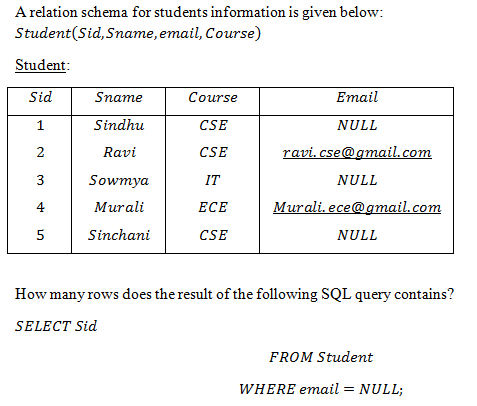 A relation schema for students information is given below:
Student(Sid, Sname, email, Course)
Student:
Sid Sname Course Email
1 Sindhu CSE NULL
2 Ravi CSE ravi.cse@gmail.com
3 Sowmya IT NULL
4 Murali ECE Murali.ece@gmail.com
5 Sinchani CSE NULL
How many rows does the result of the following SQL query contains?
SELECT Sid
FROM Student
WHERE email = NULL;